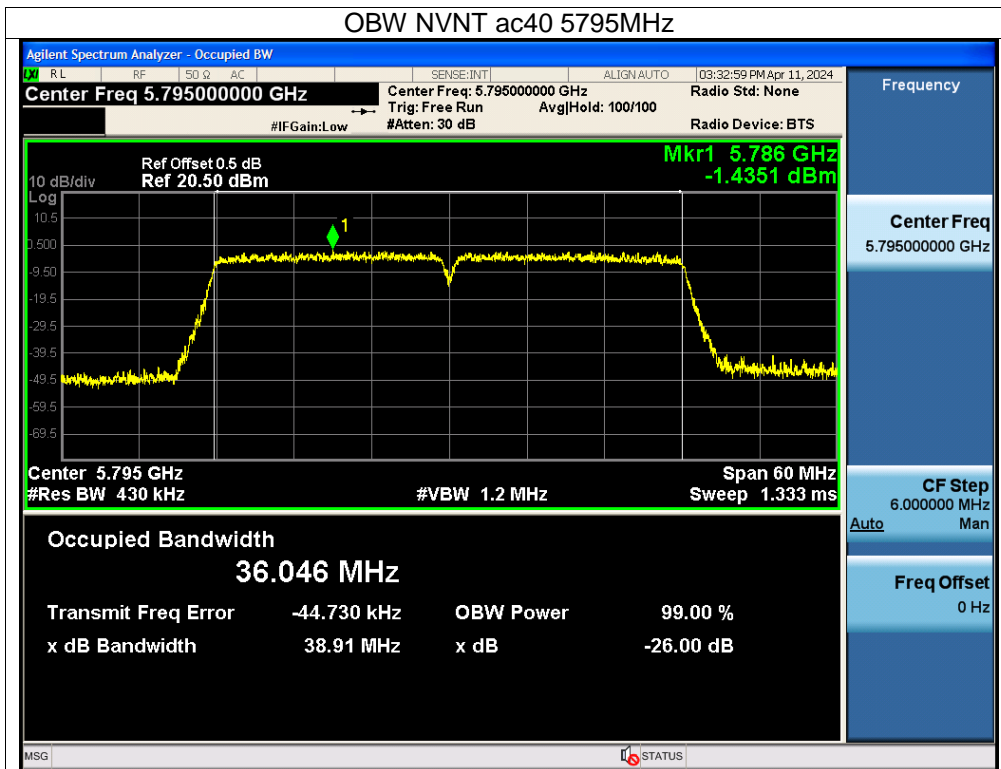 OBW NVNT ac40 5795MHz
Agilent Spectrum Analyzer - Occupied BW
LXI RL RF 50 Ω AC SENSE:INT ALIGN AUTO 03:32:59 PM Apr 11, 2024
Center Freq 5.795000000 GHz Center Freq: 5.795000000 GHz Radio Std: None
Trig: Free Run Avg|Hold: 100/100
#IFGain:Low #Atten: 30 dB Radio Device: BTS
Frequency
Mkr1 5.786 GHz
Ref Offset 0.5 dB
10 dB/div Ref 20.50 dBm -1.4351 dBm
Log
10.5
1
0.500
-9.50
-19.5
-29.5
-39.5
-49.5
-59.5
-69.5
Center 5.795 GHz Span 60 MHz
#Res BW 430 kHz #VBW 1.2 MHz Sweep 1.333 ms
Center Freq
5.795000000 GHz
CF Step
6.000000 MHz
Auto Man
Freq Offset
0 Hz
Occupied Bandwidth
36.046 MHz
Transmit Freq Error -44.730 kHz OBW Power 99.00 %
x dB Bandwidth 38.91 MHz x dB -26.00 dB
MSG STATUS